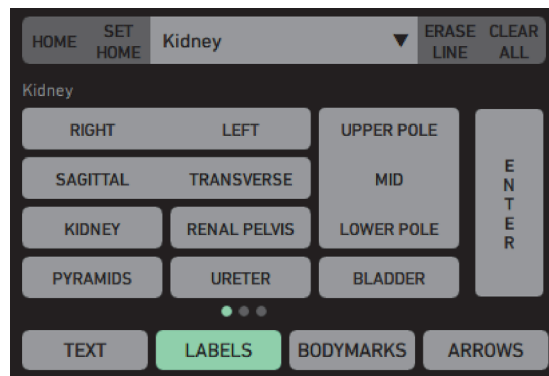 HOME SET HOME Kidney ▼ ERASE LINE CLEAR ALL
Kidney
RIGHT LEFT UPPER POLE
SAGITTAL TRANSVERSE MID
KIDNEY RENAL PELVIS LOWER POLE
PYRAMIDS URETER BLADDER
ENTER
TEXT LABELS BODYMARKS ARROWS